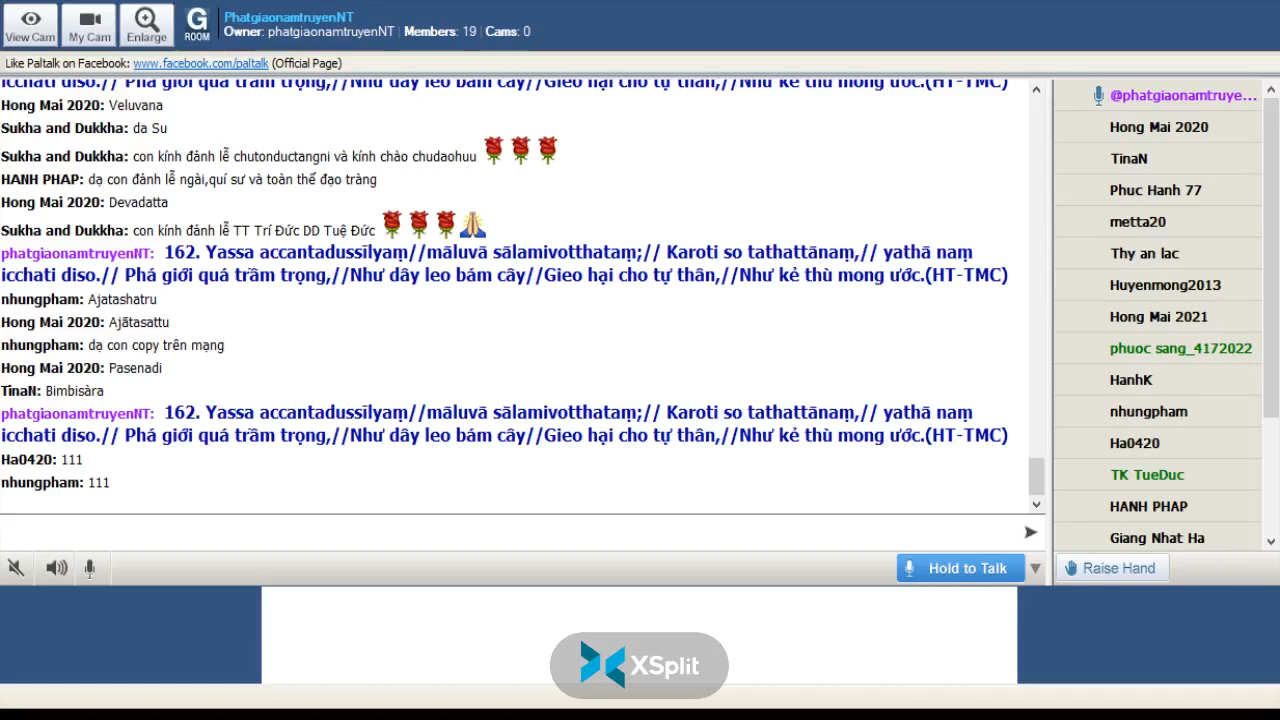 PhatgiaonamtruyenNT
View Cam
My Cam
Enlarge
G ROOM
Owner: phatgiaonamtruyenNT | Members: 19 | Cams: 0
Like Paltalk on Facebook: www.facebook.com/paltalk (Official Page)
icchati diso.// Phá giới quá trầm trọng,//Như dây leo bám cây//Gieo hại cho tự thân,//Như kẻ thù mong ước.(HT-TMC)
Hong Mai 2020: Veluvana
Sukha and Dukkha: da Su
Sukha and Dukkha: con kính đảnh lễ chutonductangni và kính chào chudaohuu
HANH PHAP: dạ con đảnh lễ ngài,quí sư và toàn thể đạo tràng
Hong Mai 2020: Devadatta
Sukha and Dukkha: con kính đảnh lễ TT Trí Đức DD Tuệ Đức
phatgiaonamtruyenNT: 162. Yassa accantadussīlyaṃ//māluvā sālamivotthataṃ;// Karoti so tathattānaṃ,// yathā naṃ
icchati diso.// Phá giới quá trầm trọng,//Như dây leo bám cây//Gieo hại cho tự thân,//Như kẻ thù mong ước.(HT-TMC)
nhungpham: Ajatashatru
Hong Mai 2020: Ajātasattu
nhungpham: dạ con copy trên mạng
Hong Mai 2020: Pasenadi
TinaN: Bimbisàra
phatgiaonamtruyenNT: 162. Yassa accantadussīlyaṃ//māluvā sālamivotthataṃ;// Karoti so tathattānaṃ,// yathā naṃ
icchati diso.// Phá giới quá trầm trọng,//Như dây leo bám cây//Gieo hại cho tự thân,//Như kẻ thù mong ước.(HT-TMC)
Ha0420: 111
nhungpham: 111
@phatgiaonamtruye...
Hong Mai 2020
TinaN
Phuc Hanh 77
metta20
Thy an lac
Huyenmong2013
Hong Mai 2021
phuoc sang_4172022
HanhK
nhungpham
Ha0420
TK TueDuc
HANH PHAP
Giang Nhat Ha
Hold to Talk
Raise Hand
XSplit